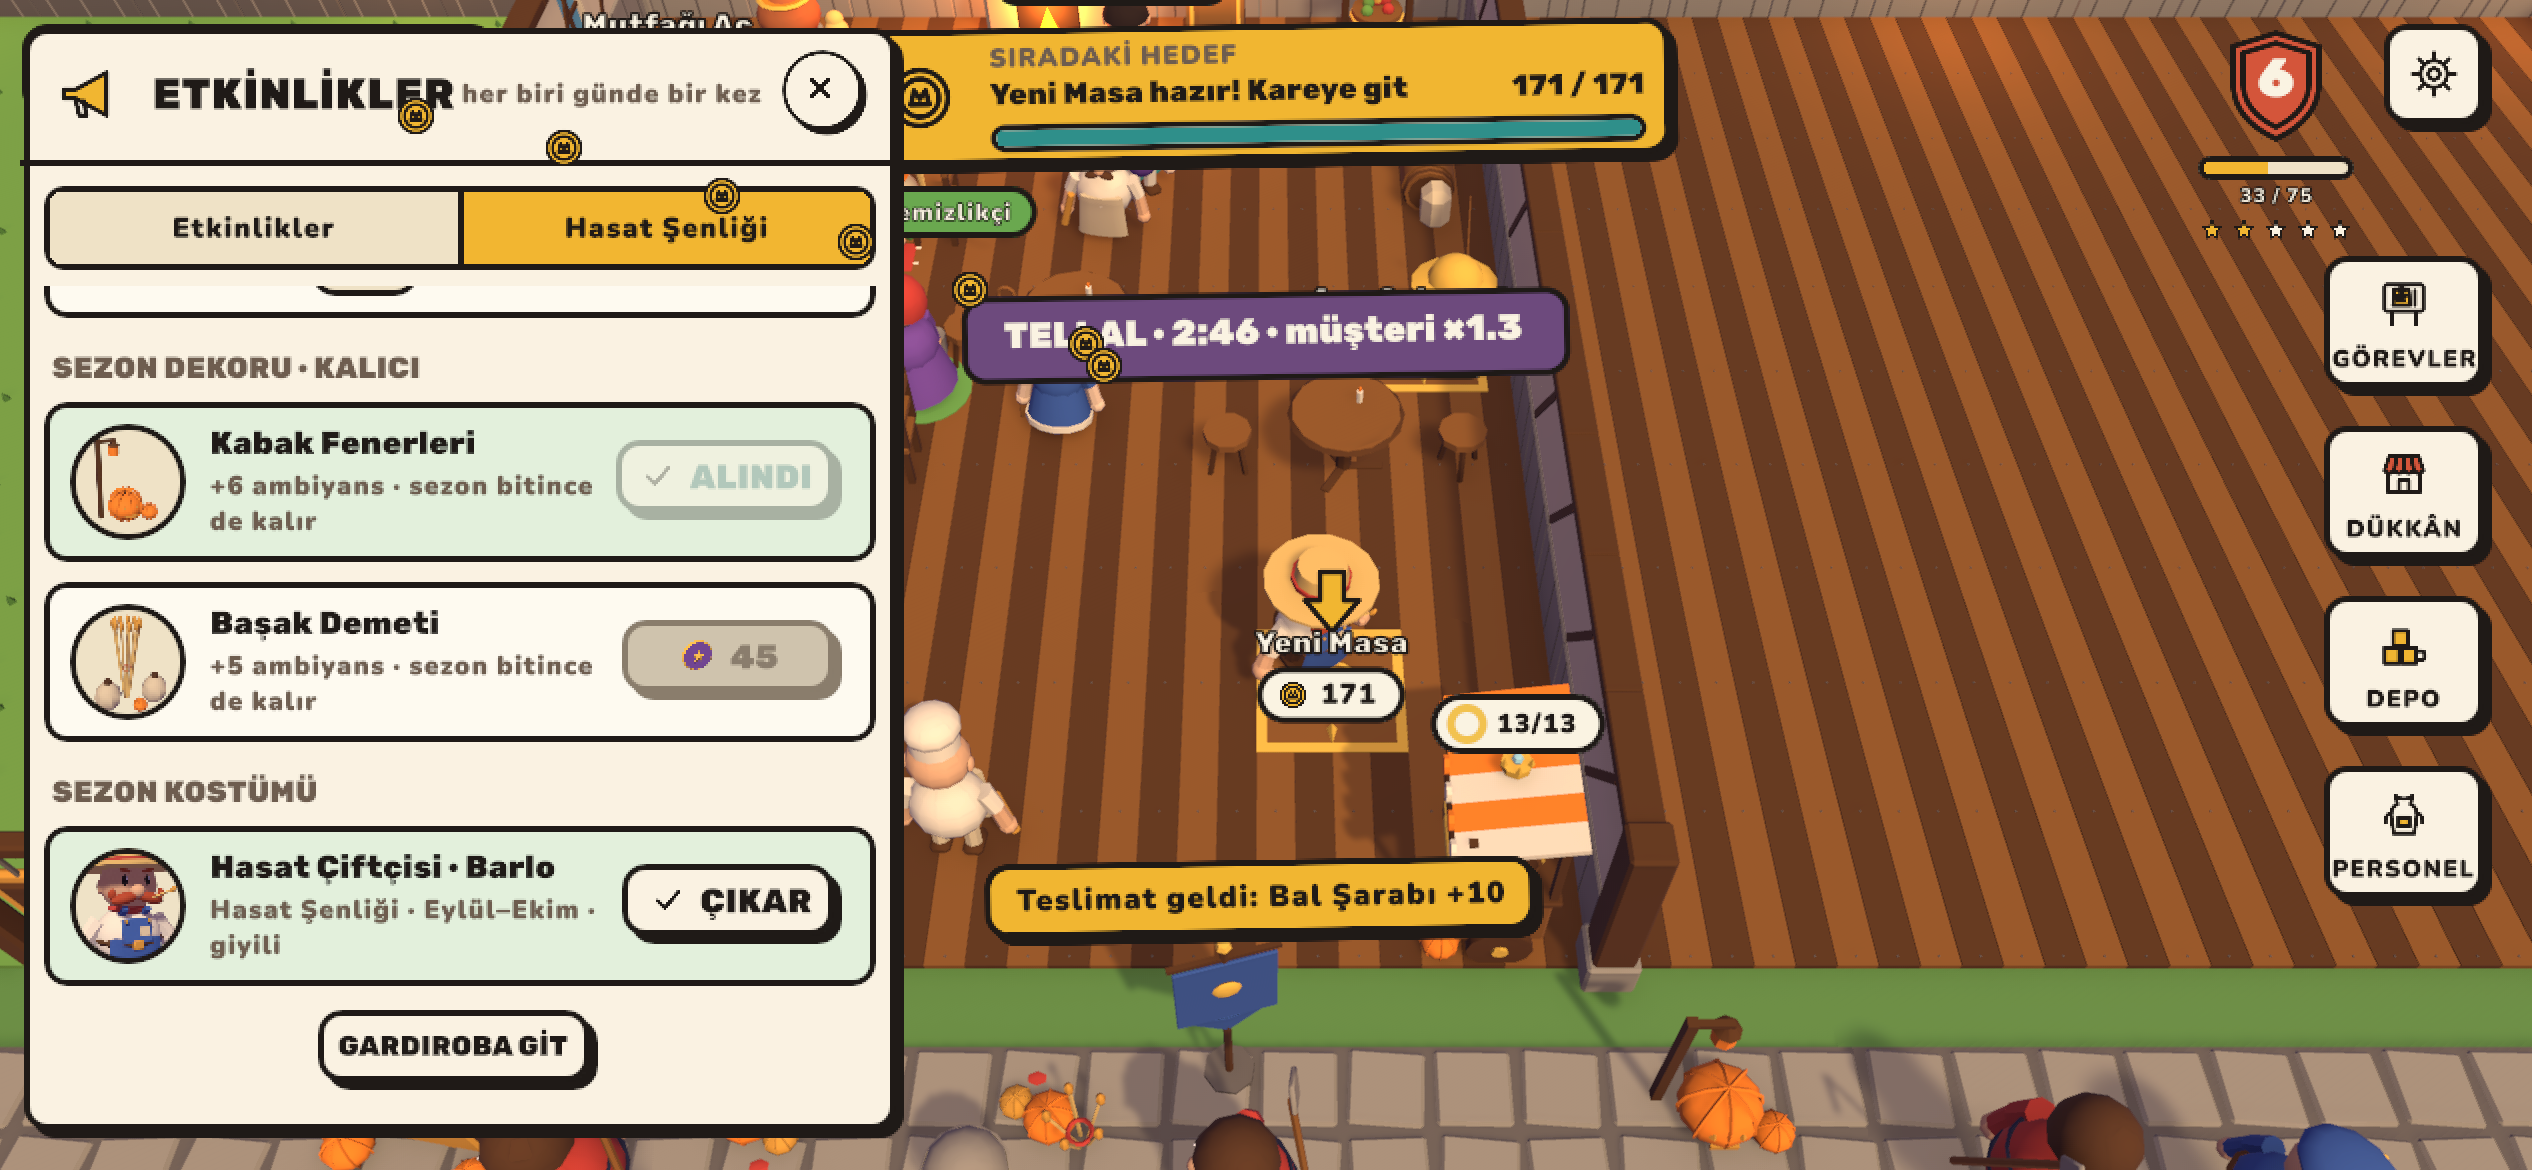 Mutfağı Aç
ETKİNLİKLER her biri günde bir kez
Etkinlikler
Hasat Şenliği
SEZON DEKORU · KALICI
Kabak Fenerleri
+6 ambiyans · sezon bitince
de kalır
ALINDI
Başak Demeti
+5 ambiyans · sezon bitince
de kalır
45
SEZON KOSTÜMÜ
Hasat Çiftçisi · Barlo
Hasat Şenliği · Eylül–Ekim ·
giyili
ÇIKAR
GARDIROBA GİT
SIRADAKİ HEDEF
Yeni Masa hazır! Kareye git
171 / 171
TELLAL · 2:46 · müşteri ×1.3
Yeni Masa
171
13/13
Teslimat geldi: Bal Şarabı +10
6
33 / 75
GÖREVLER
DÜKKÂN
DEPO
PERSONEL